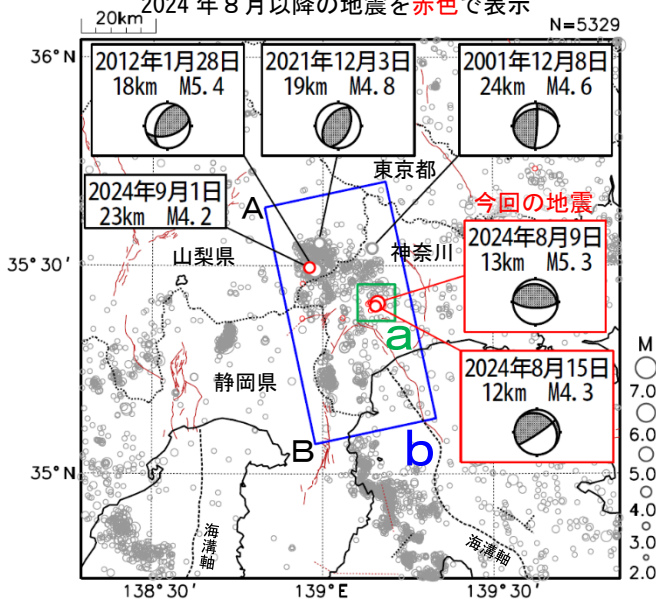 2024年8月以降の地震を赤色で表示
20km
N=5329
36°N
2012年1月28日
18km M5.4
2021年12月3日
19km M4.8
2001年12月8日
24km M4.6
東京都
2024年9月1日
23km M4.2
A
今回の地震
山梨県
神奈川
2024年8月9日
13km M5.3
35°30′
a
静岡県
2024年8月15日
12km M4.3
M
7.0
6.0
5.0
4.0
3.0
2.0
B
b
35°N
海溝軸
海溝軸
138°30′
139°E
139°30′